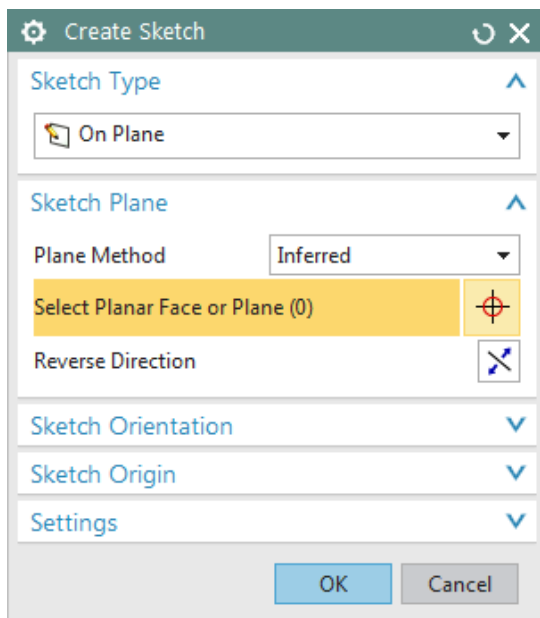 Create Sketch
Sketch Type
On Plane
Sketch Plane
Plane Method Inferred
Select Planar Face or Plane (0)
Reverse Direction
Sketch Orientation
Sketch Origin
Settings
OK Cancel